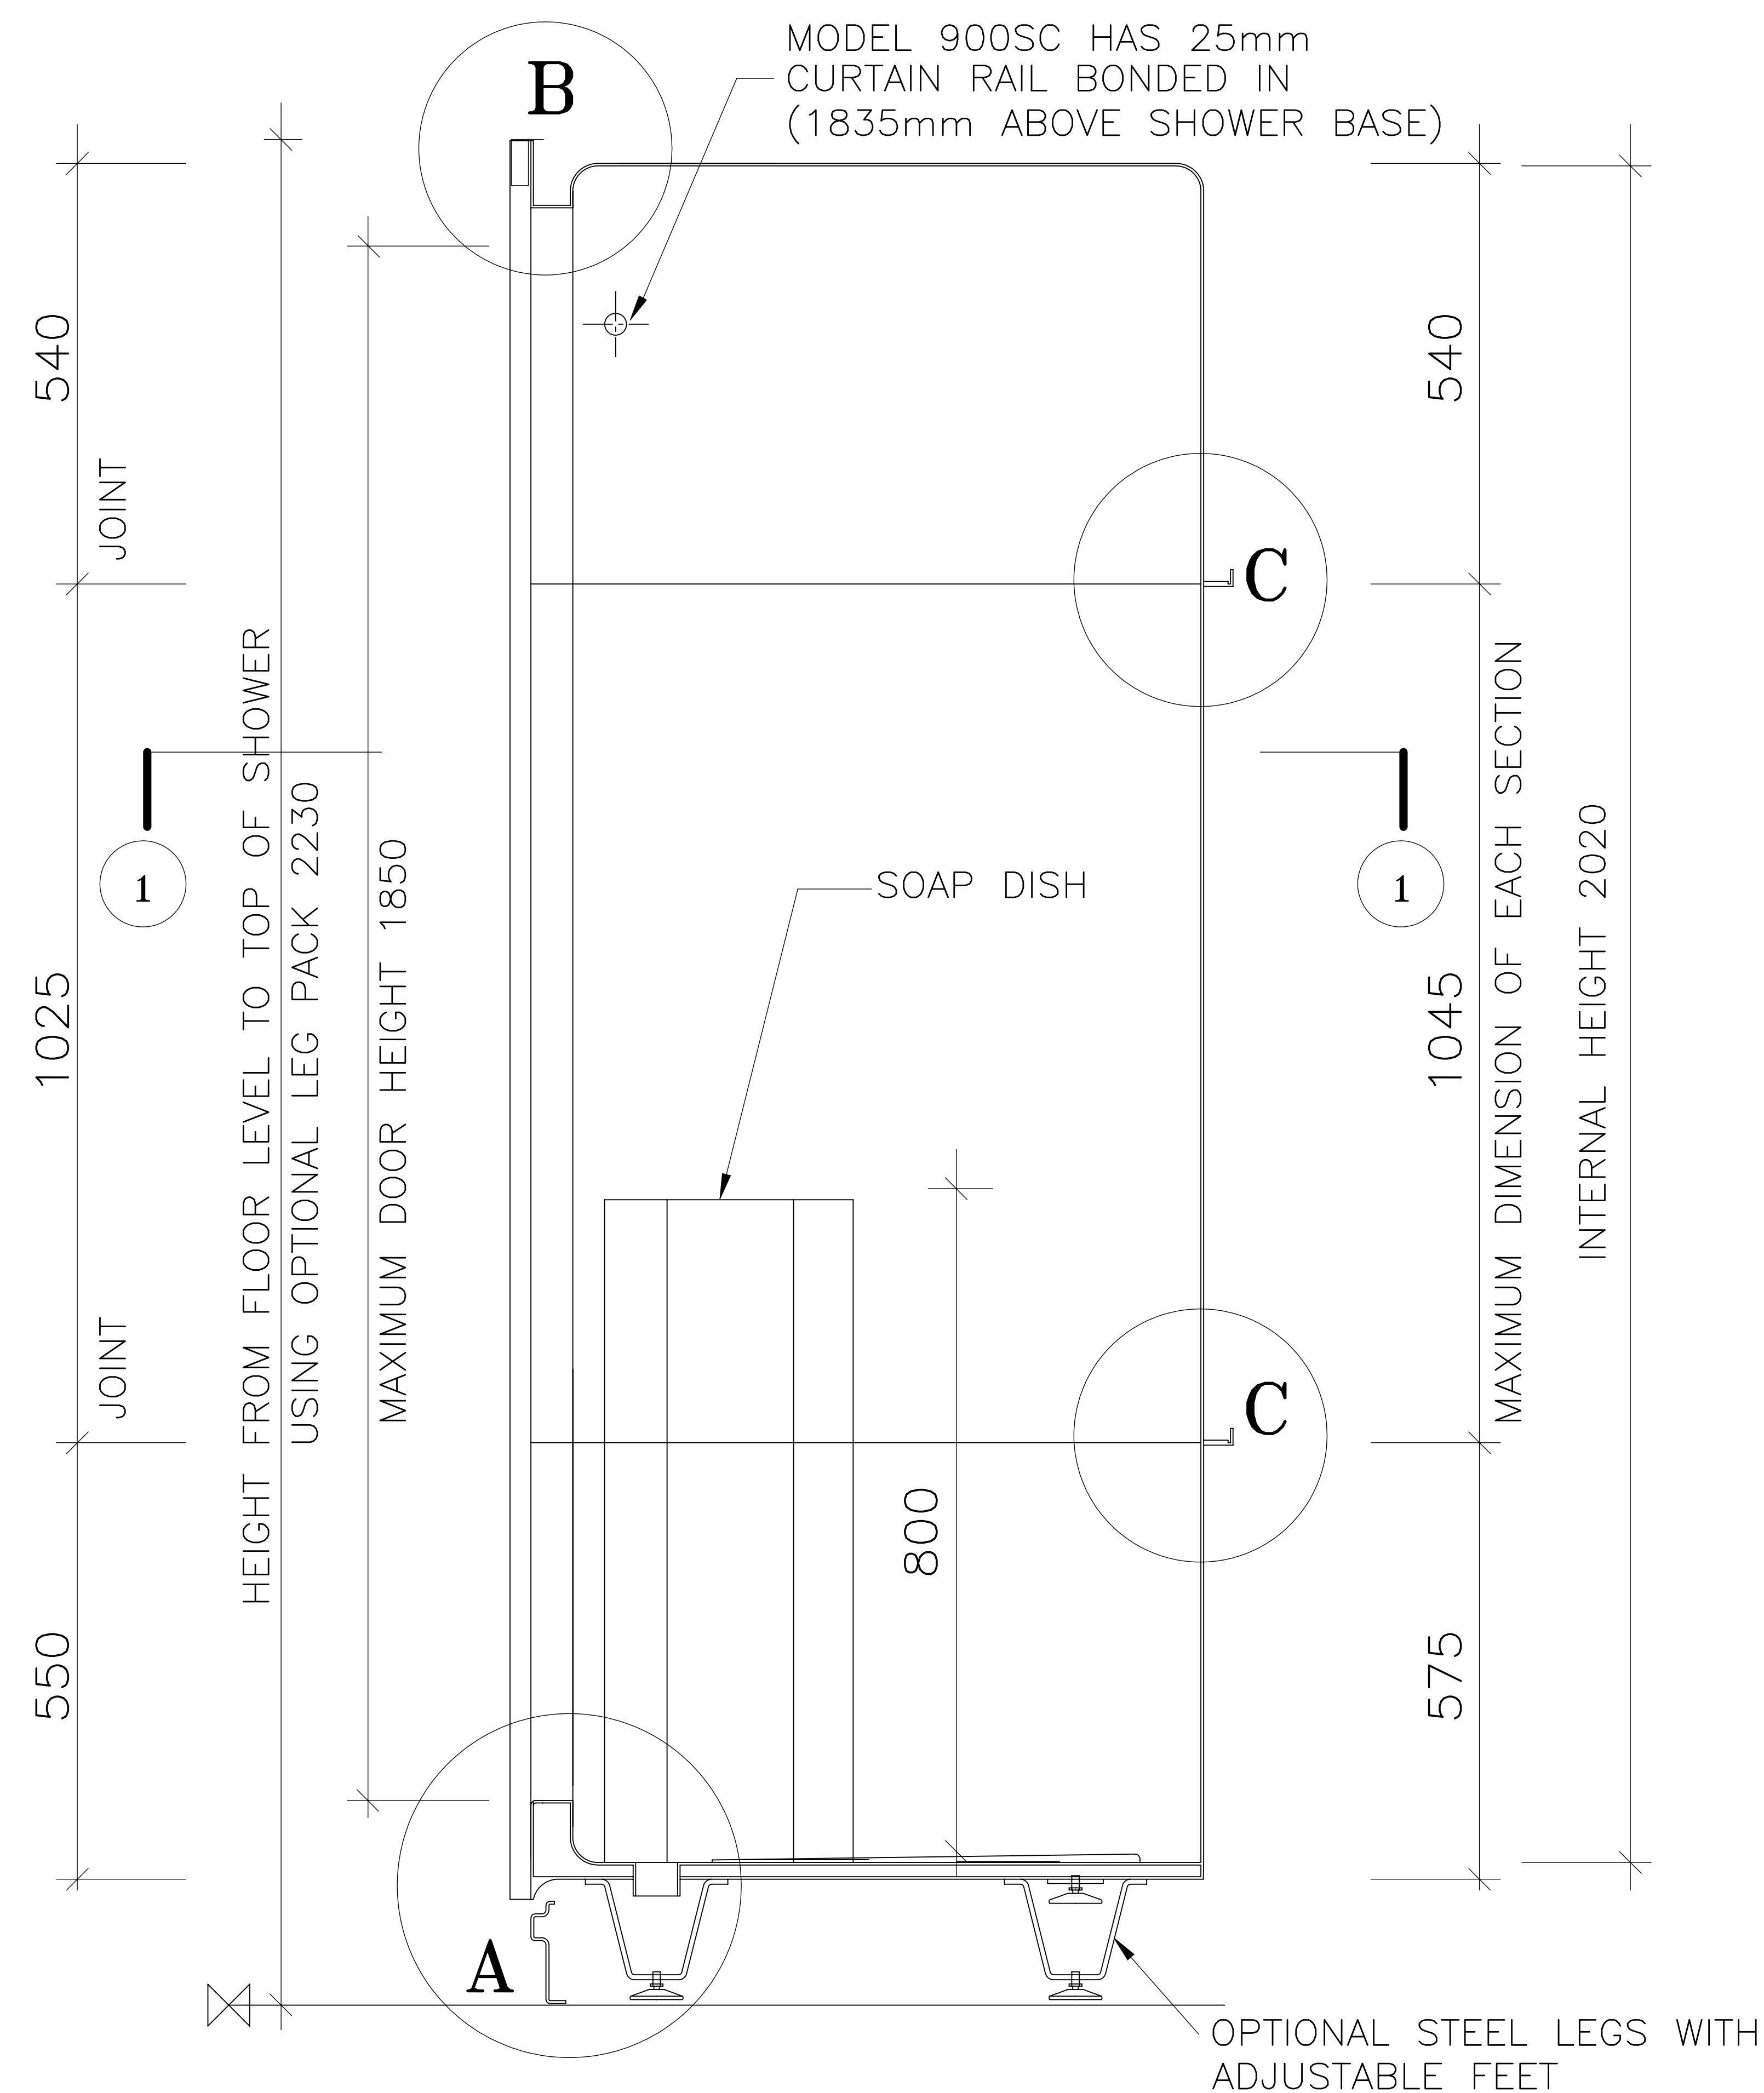 MODEL 900SC HAS 25mm
CURTAIN RAIL BONDED IN
(1835mm ABOVE SHOWER BASE)
B
540
JOINT
1025
JOINT
550
1
HEIGHT FROM FLOOR LEVEL TO TOP OF SHOWER
USING OPTIONAL LEG PACK 2230
MAXIMUM DOOR HEIGHT 1850
SOAP DISH
800
C
C
1
540
1045
575
MAXIMUM DIMENSION OF EACH SECTION
INTERNAL HEIGHT 2020
A
OPTIONAL STEEL LEGS WITH
ADJUSTABLE FEET